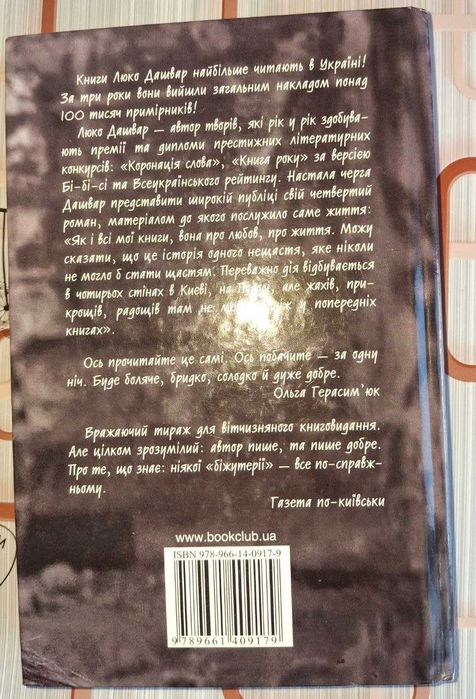 Книги Люко Дашвар найбільше читають в Україні!
За три роки вони вийшли загальним накладом понад
100 тисяч примірників!
Люко Дашвар — автор творів, які рік у рік здобува-
ють премії та дипломи престижних літературних
конкурсів: «Коронація слова», «Книга року» за версією
Бі-бі-сі та Всеукраїнського рейтингу. Настала черга
Дашвар представити широкій публіці свій четвертий
роман, матеріалом до якого послужило саме життя:
«Як і всі мої книги, вона про любов, про життя. Можу
сказати, що це історія одного нещастя, яке ніколи
не могло б стати щастям. Переважно дія відбувається
в чотирьох стінах в Києві, на але жахів, при-
крощів, радощів там не ніж у попередніх
книгах».
Ось прочитайте це самі. Ось побачите — за одну
ніч. Буде боляче, бридко, солодко й дуже добре.
Ольга Герасим'юк
Вражаючий тираж для вітчизняного книговидання.
Але цілком зрозумілий: автор пише, та пише добре.
Про те, що знає: ніякої «біжутерії» — все по-справж-
ньому.
Газета по-київськи
www.bookclub.ua
ISBN 978-966-14-0917-9
9789661409179